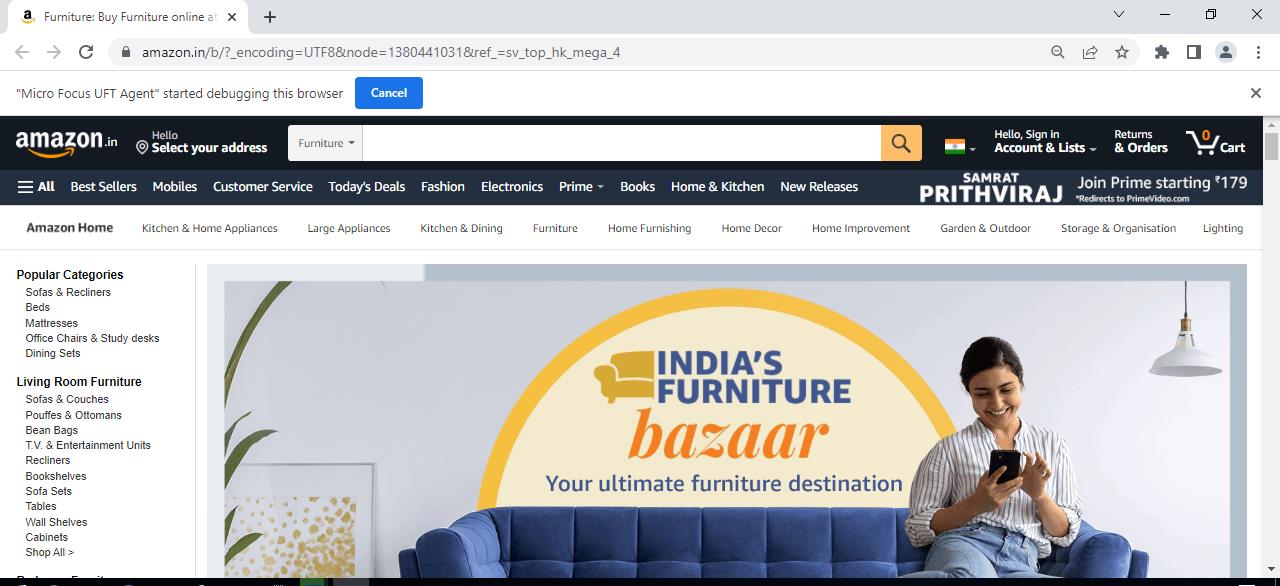 Furniture: Buy Furniture online at
amazon.in/b/?_encoding=UTF8&node=1380441031&ref_=sv_top_hk_mega_4
"Micro Focus UFT Agent" started debugging this browser
Cancel
amazon.in
Hello
Select your address
Furniture
Hello, Sign in
Account & Lists
Returns
& Orders
0
Cart
All
Best Sellers
Mobiles
Customer Service
Today's Deals
Fashion
Electronics
Prime
Books
Home & Kitchen
New Releases
SAMRAT
PRITHVIRAJ
Join Prime starting ₹179
*Redirects to PrimeVideo.com
Amazon Home
Kitchen & Home Appliances
Large Appliances
Kitchen & Dining
Furniture
Home Furnishing
Home Decor
Home Improvement
Garden & Outdoor
Storage & Organisation
Lighting
Popular Categories
Sofas & Recliners
Beds
Mattresses
Office Chairs & Study desks
Dining Sets
Living Room Furniture
Sofas & Couches
Pouffes & Ottomans
Bean Bags
T.V. & Entertainment Units
Recliners
Bookshelves
Sofa Sets
Tables
Wall Shelves
Cabinets
Shop All >
INDIA'S
FURNITURE
bazaar
Your ultimate furniture destination